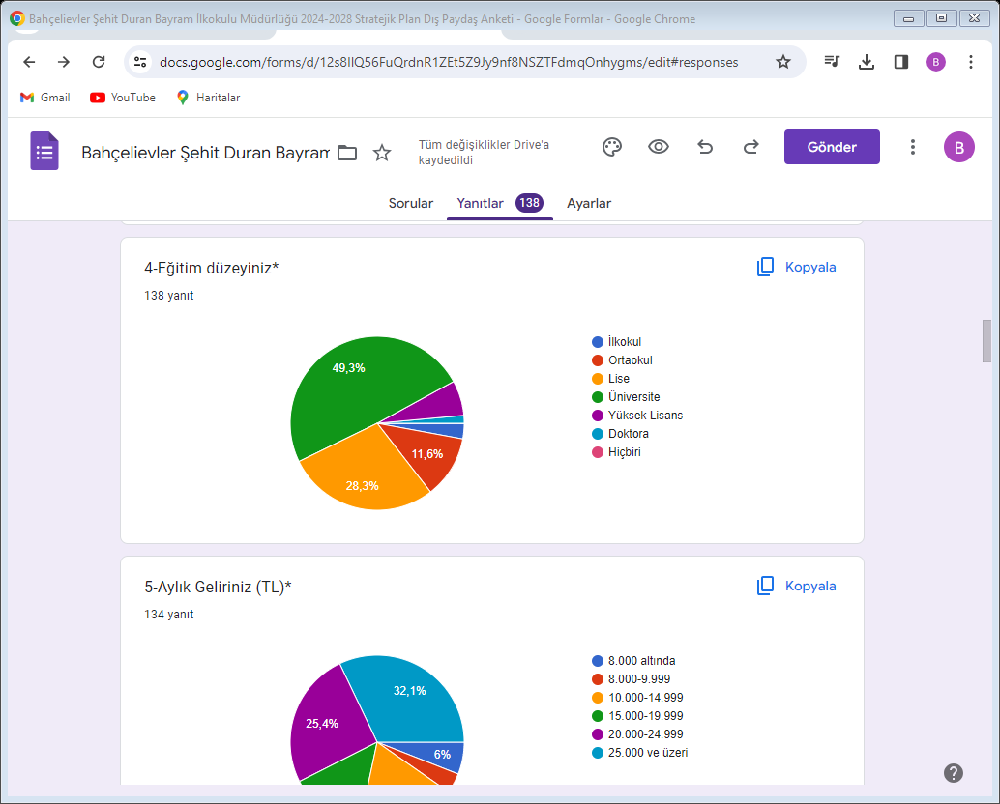 Bahçelievler Şehit Duran Bayram İlkokulu Müdürlüğü 2024-2028 Stratejik Plan Dış Paydaş Anketi - Google Formlar - Google Chrome
docs.google.com/forms/d/12s8IlQ56FuQrdnR1ZEt5Z9Jy9nf8NSZTFdmqOnhygms/edit#responses
B
Gmail
YouTube
Haritalar
Bahçelievler Şehit Duran Bayram
Tüm değişiklikler Drive'a
kaydedildi
Gönder
B
Sorular
Yanıtlar 138
Ayarlar
4-Eğitim düzeyiniz*
Kopyala
138 yanıt
49,3%
11,6%
28,3%
İlkokul
Ortaokul
Lise
Üniversite
Yüksek Lisans
Doktora
Hiçbiri
5-Aylık Geliriniz (TL)*
Kopyala
134 yanıt
32,1%
25,4%
6%
8.000 altında
8.000-9.999
10.000-14.999
15.000-19.999
20.000-24.999
25.000 ve üzeri